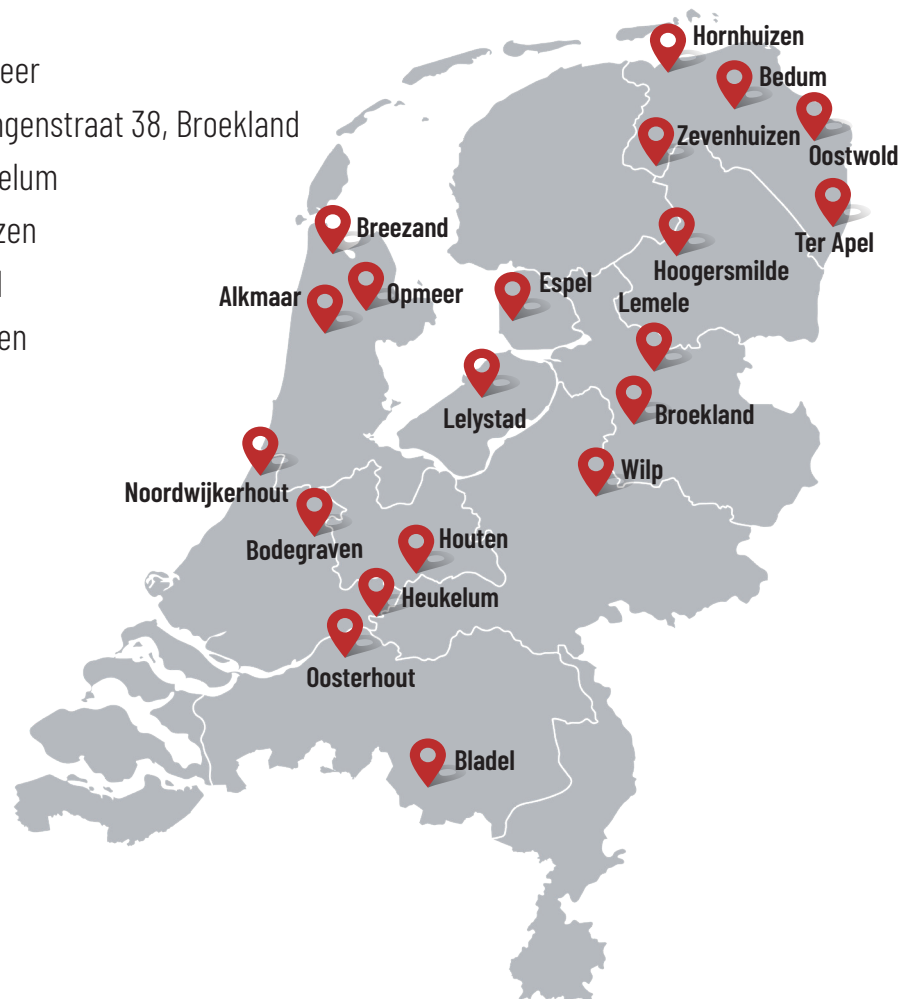 eer
genstraat 38, Broekland
elum
zen
en
Hornhuizen
Bedum
Zevenhuizen
Oostwold
Ter Apel
Hoogersmilde
Breezand
Alkmaar
Opmeer
Espel
Lemele
Lelystad
Broekland
Wilp
Noordwijkerhout
Bodegraven
Houten
Heukelum
Oosterhout
Bladel